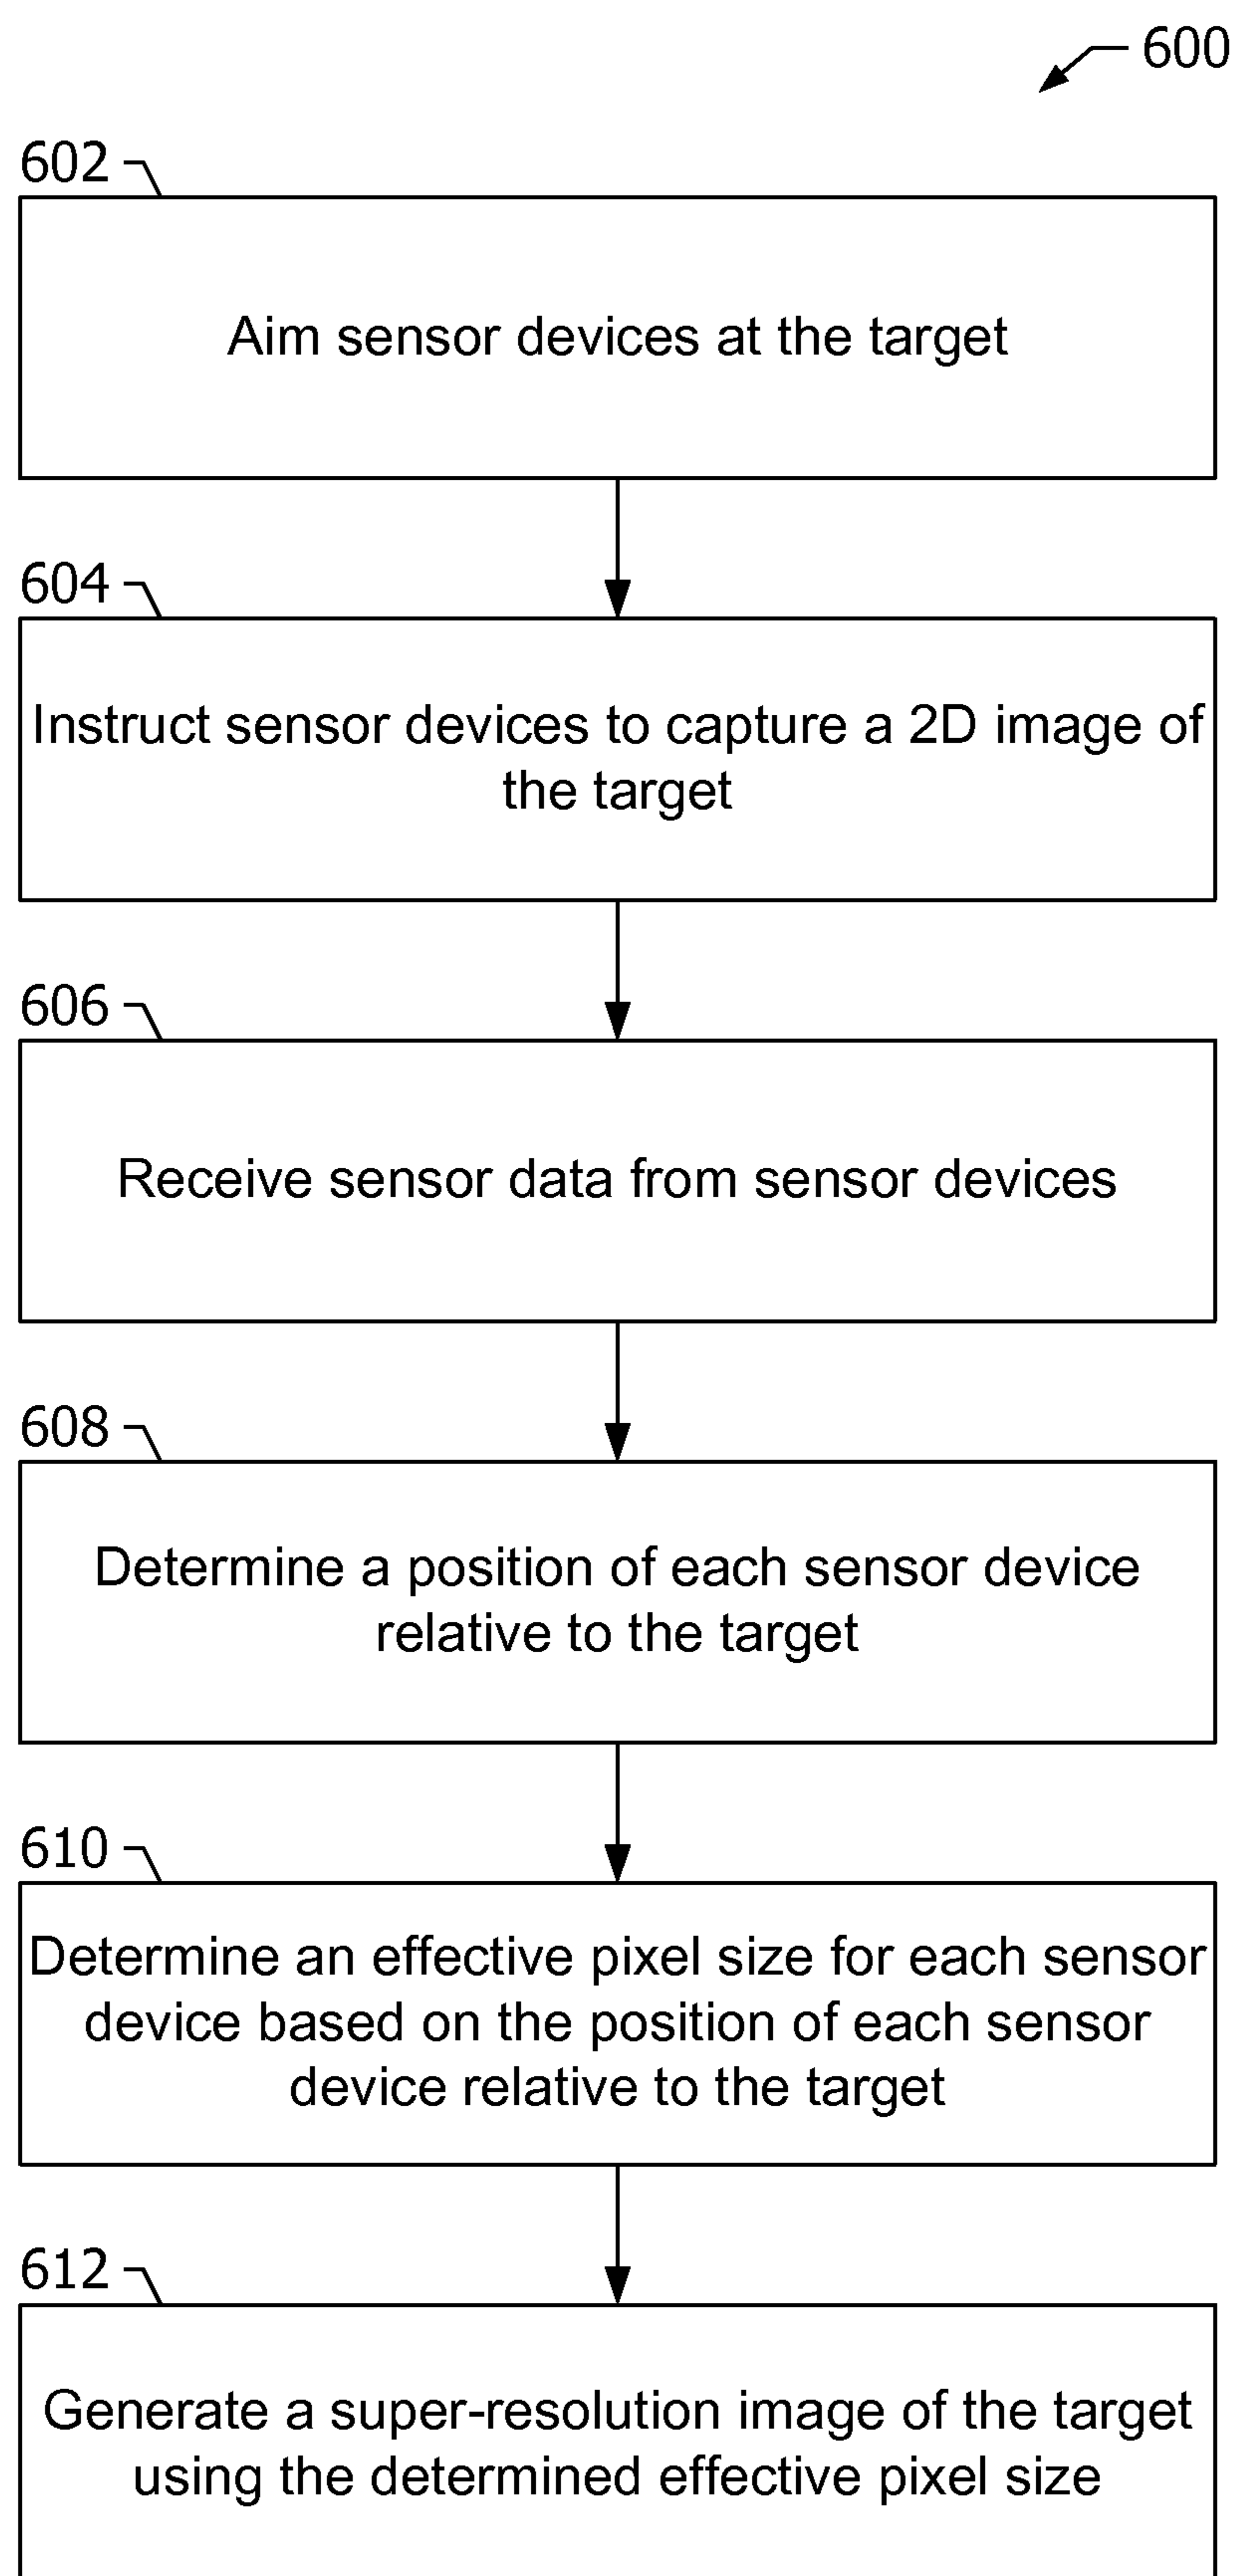 600
602
Aim sensor devices at the target
604
Instruct sensor devices to capture a 2D image of
the target
606
Receive sensor data from sensor devices
608
Determine a position of each sensor device
relative to the target
610
Determine an effective pixel size for each sensor
device based on the position of each sensor
device relative to the target
612
Generate a super-resolution image of the target
using the determined effective pixel size